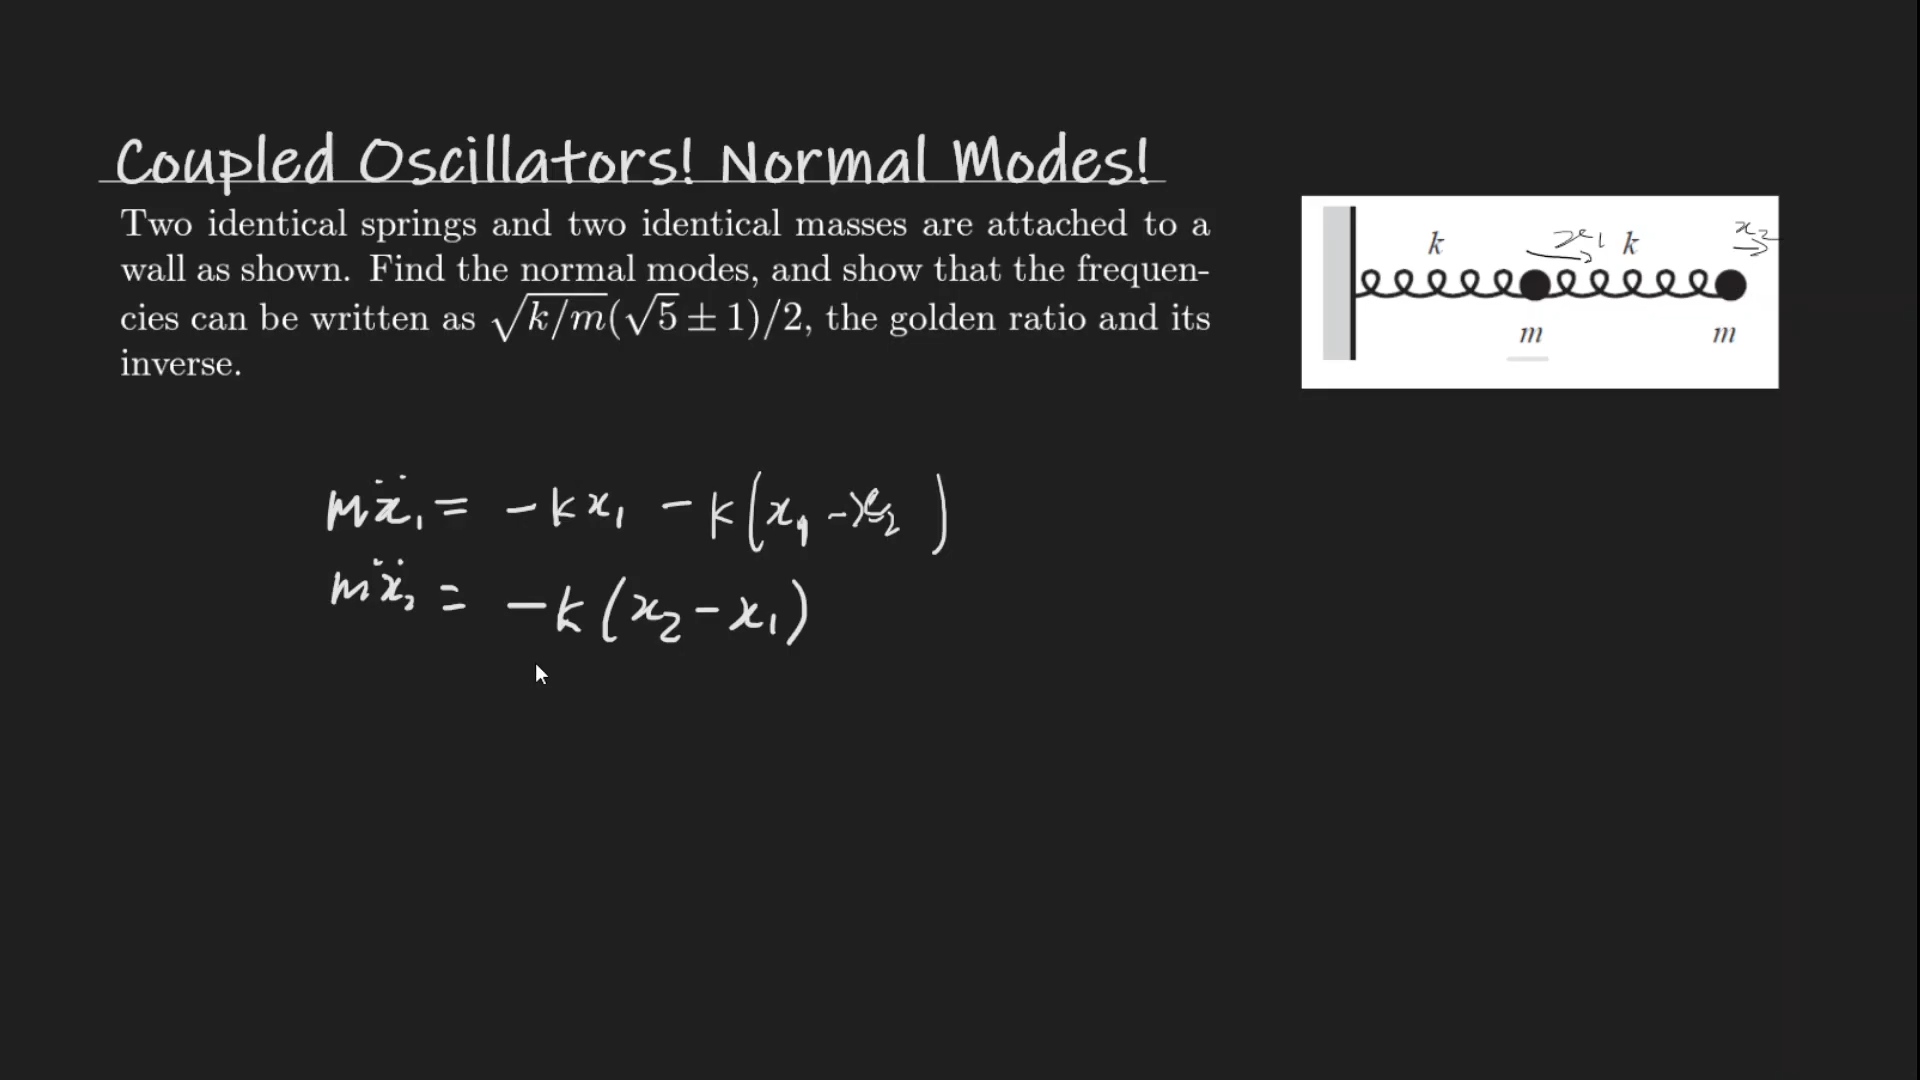 Coupled Oscillators! Normal Modes!
Two identical springs and two identical masses are attached to a
wall as shown. Find the normal modes, and show that the frequen-
cies can be written as √k/m(√5 ± 1)/2, the golden ratio and its
inverse.
k x₁ k x₂
m m
mẍ₁ = -kx₁ - k(x₁ - x₂)
mẍ₂ = -k(x₂ - x₁)